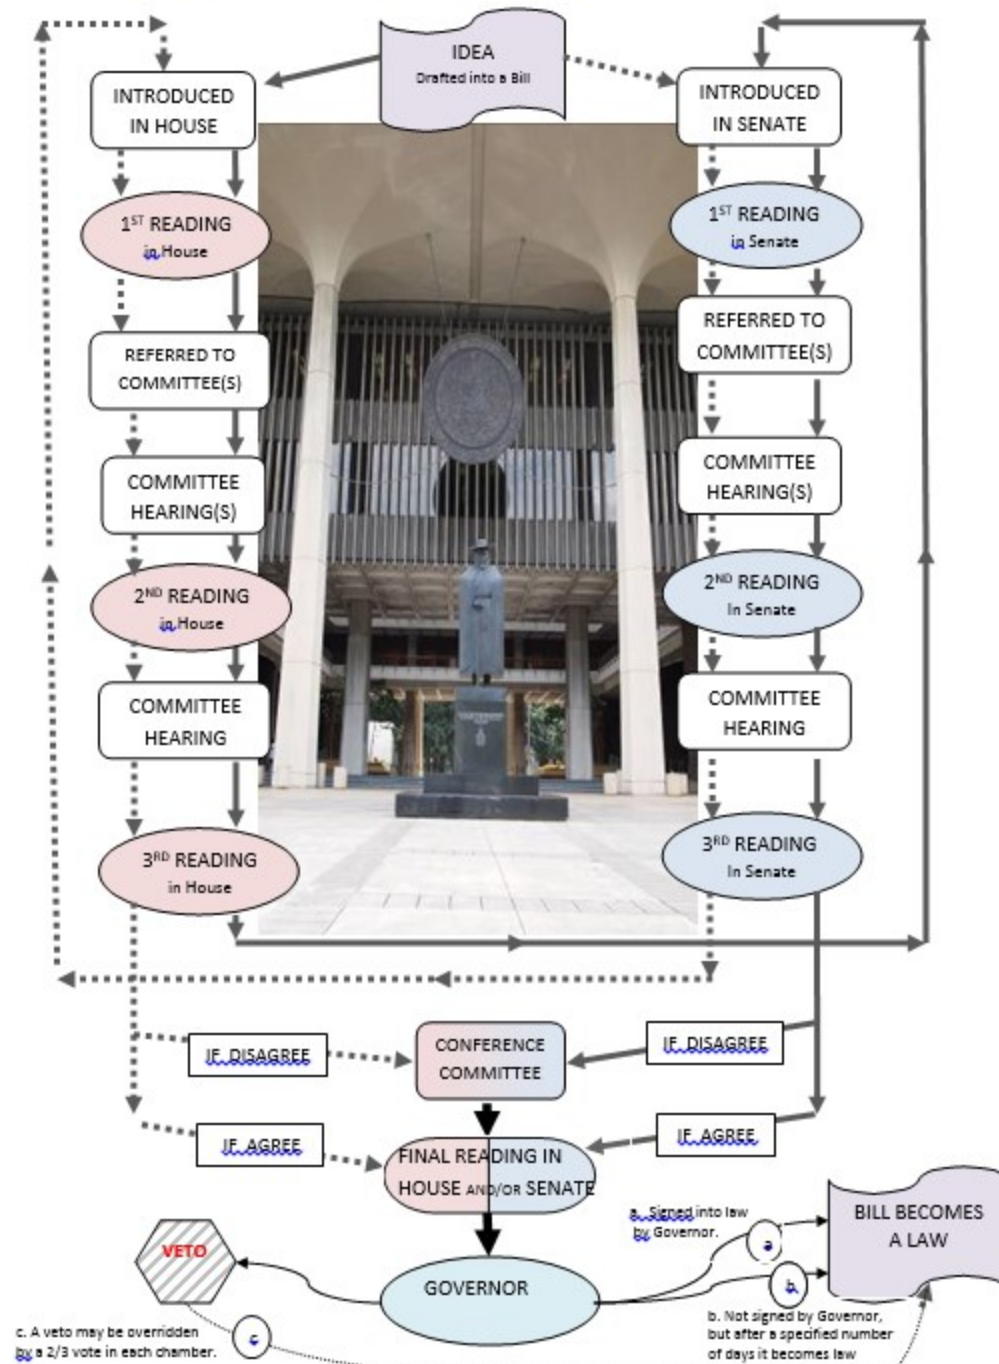 IDEA
Drafted into a Bill
INTRODUCED
IN HOUSE
INTRODUCED
IN SENATE
1ST READING
in House
1ST READING
in Senate
REFERRED TO
COMMITTEE(S)
REFERRED TO
COMMITTEE(S)
COMMITTEE
HEARING(S)
COMMITTEE
HEARING(S)
2ND READING
in House
2ND READING
In Senate
COMMITTEE
HEARING
COMMITTEE
HEARING
3RD READING
in House
3RD READING
In Senate
IF DISAGREE
CONFERENCE
COMMITTEE
IF DISAGREE
IF AGREE
IF AGREE
FINAL READING IN
HOUSE AND/OR SENATE
a. Signed into law
by Governor.
a
BILL BECOMES
A LAW
VETO
GOVERNOR
b
b. Not signed by Governor,
but after a specified number
of days it becomes law
c. A veto may be overridden
by a 2/3 vote in each chamber.
c